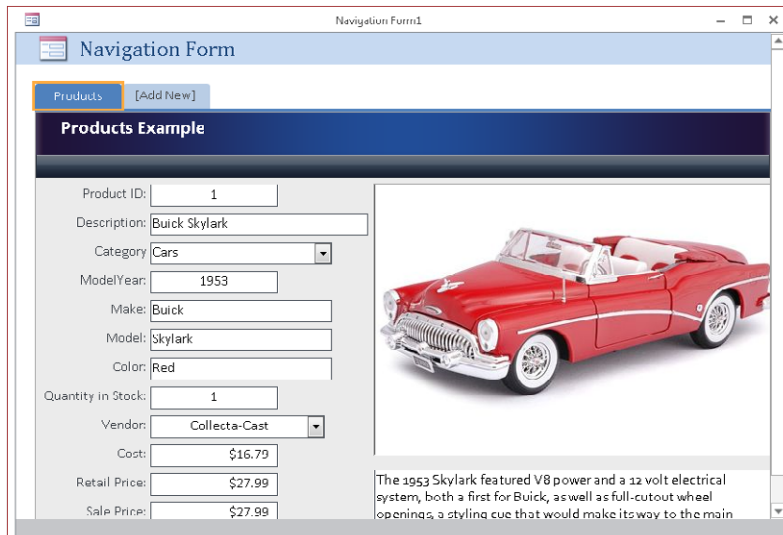 Navigation Form1
Navigation Form
Products
[Add New]
Products Example
Product ID: 1
Description: Buick Skylark
Category Cars
ModelYear: 1953
Make: Buick
Model: Skylark
Color: Red
Quantity in Stock: 1
Vendor: Collecta-Cast
Cost: $16.79
Retail Price: $27.99
Sale Price: $27.99
The 1953 Skylark featured V8 power and a 12 volt electrical
system, both a first for Buick, as well as full-cutout wheel
openings, a styling cue that would make its way to the main